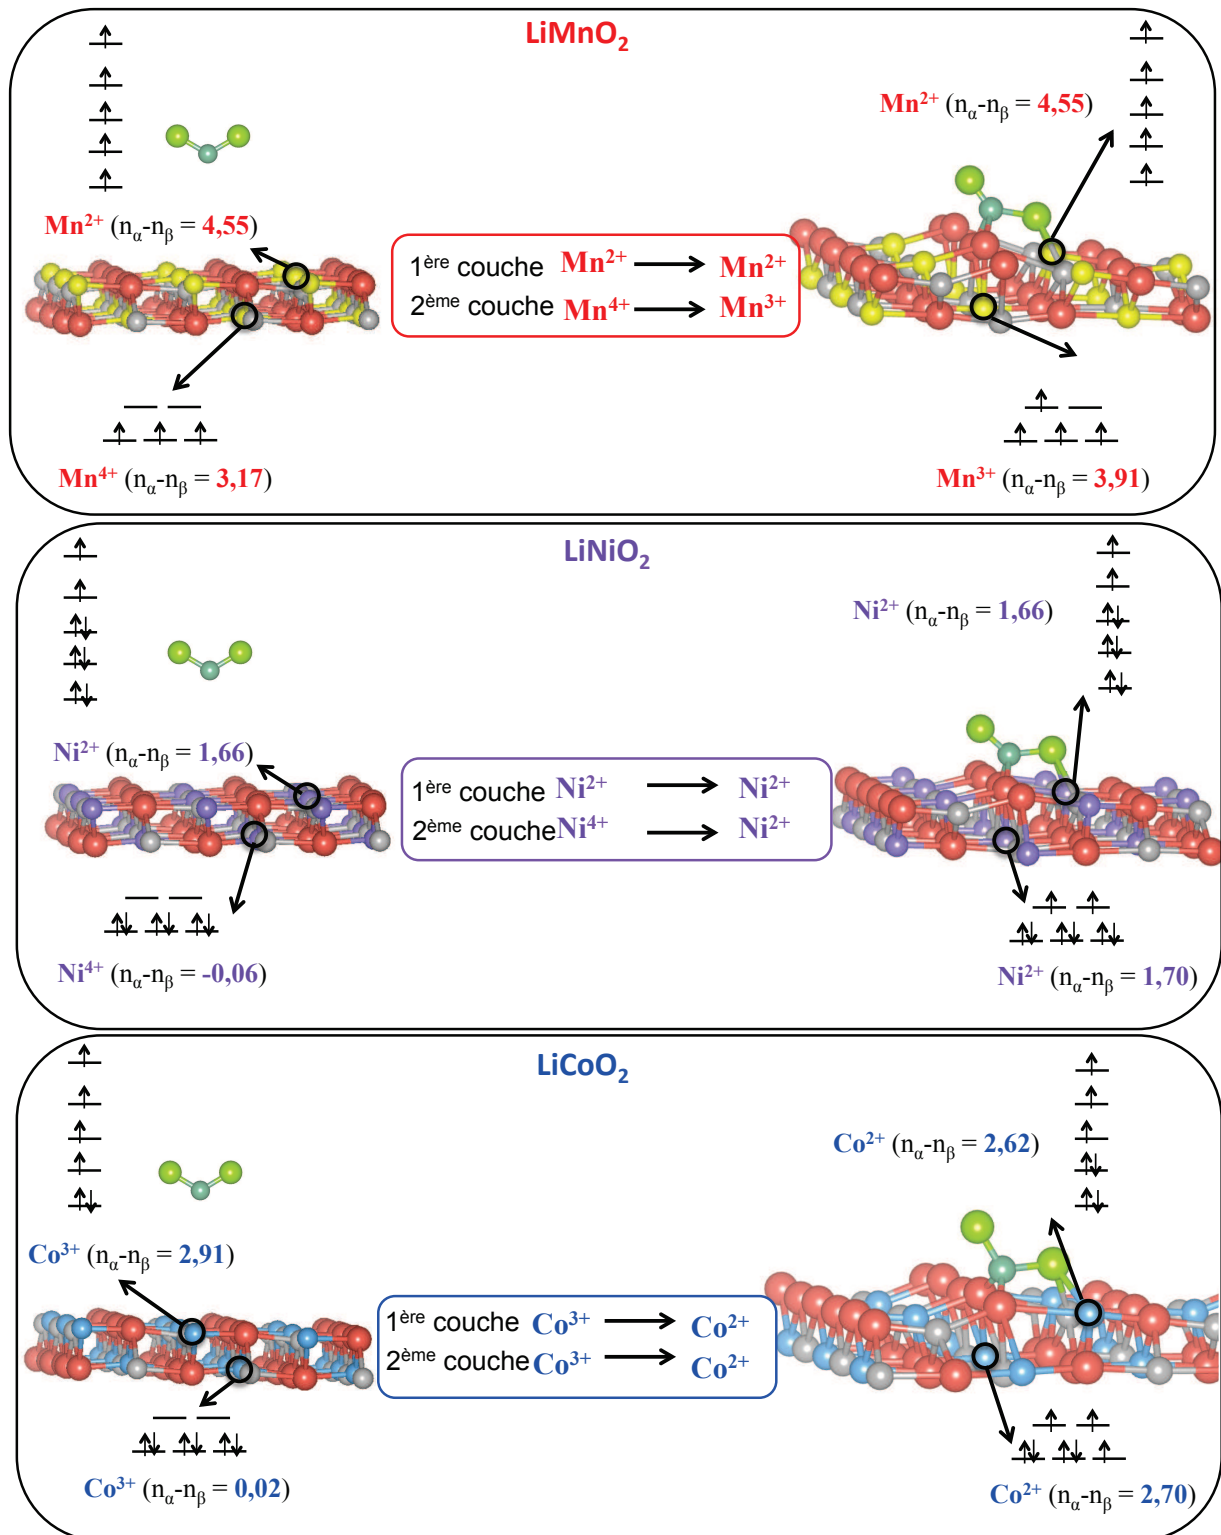 LiMnO₂
Mn²⁺ (nα-nβ = 4,55)
Mn²⁺ (nα-nβ = 4,55)
1ère couche Mn²⁺ → Mn²⁺
2ème couche Mn⁴⁺ → Mn³⁺
Mn⁴⁺ (nα-nβ = 3,17)
Mn³⁺ (nα-nβ = 3,91)
LiNiO₂
Ni²⁺ (nα-nβ = 1,66)
Ni²⁺ (nα-nβ = 1,66)
1ère couche Ni²⁺ → Ni²⁺
2ème couche Ni⁴⁺ → Ni²⁺
Ni⁴⁺ (nα-nβ = -0,06)
Ni²⁺ (nα-nβ = 1,70)
LiCoO₂
Co²⁺ (nα-nβ = 2,62)
Co³⁺ (nα-nβ = 2,91)
1ère couche Co³⁺ → Co²⁺
2ème couche Co³⁺ → Co²⁺
Co³⁺ (nα-nβ = 0,02)
Co²⁺ (nα-nβ = 2,70)